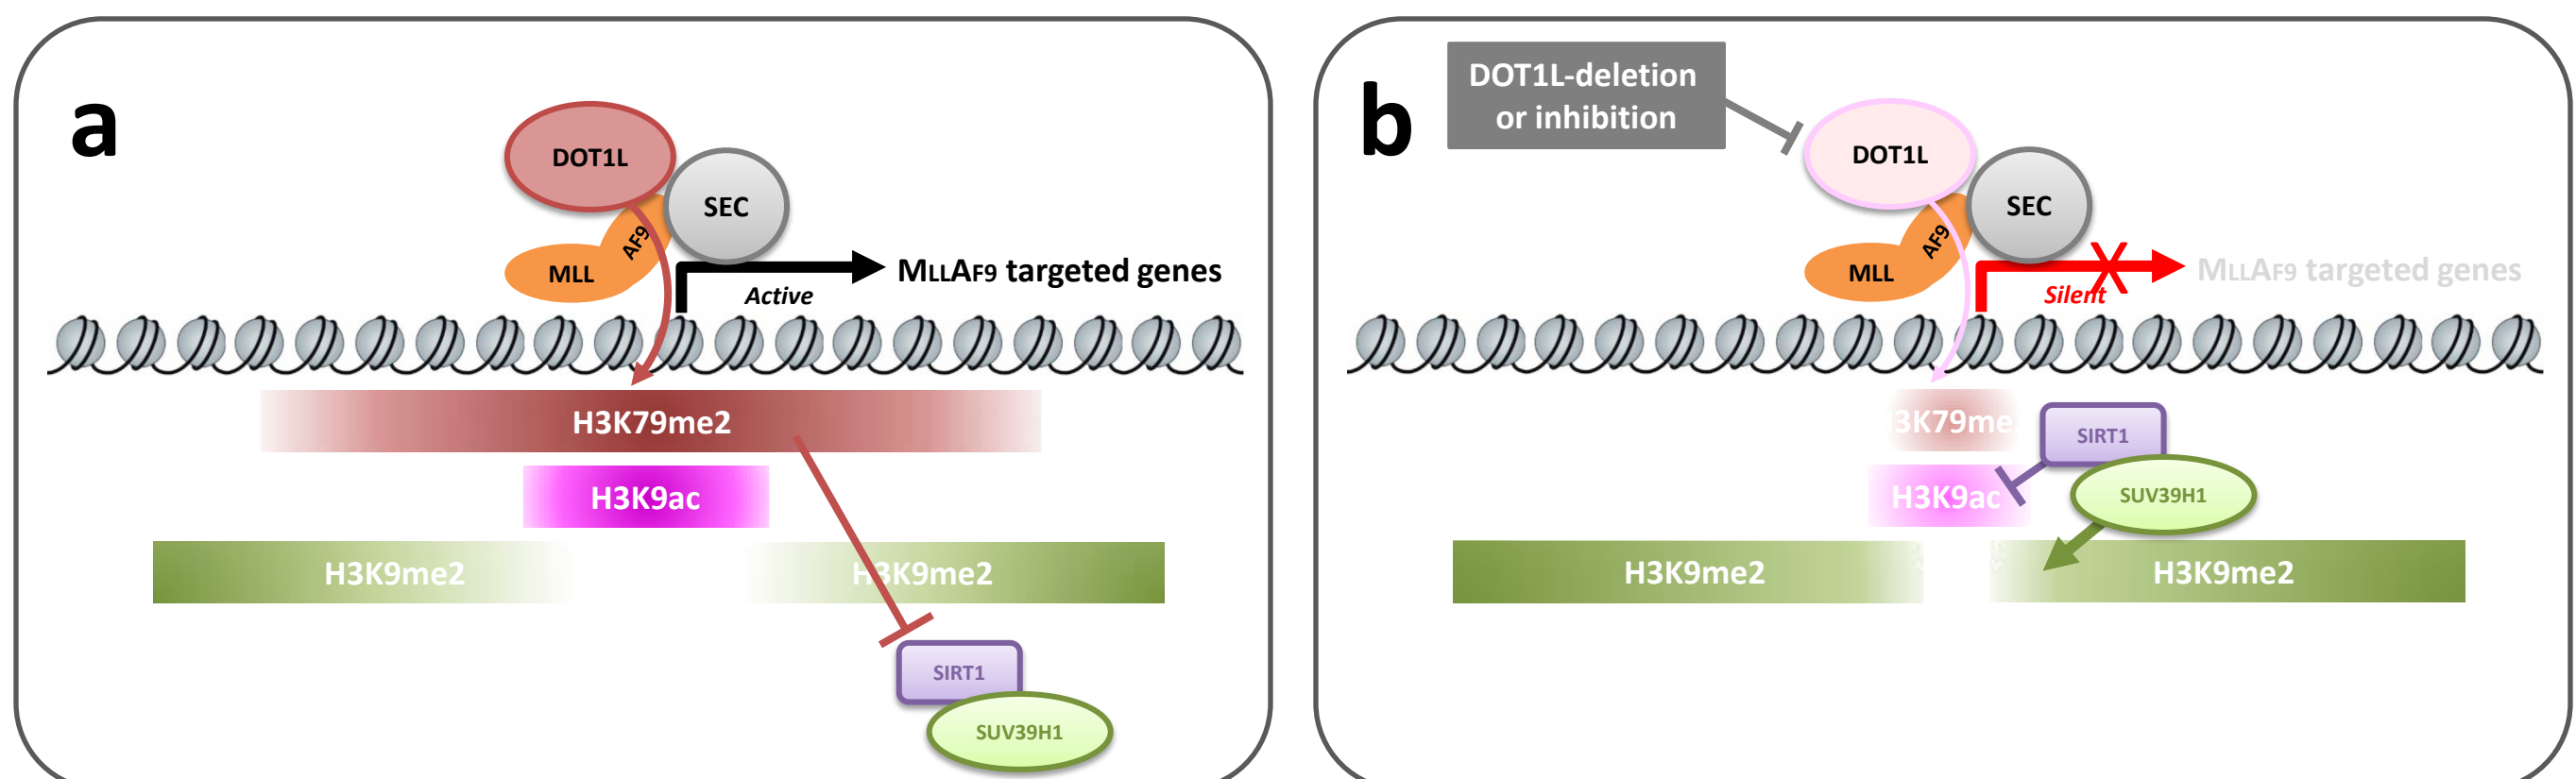 a
DOT1L
SEC
AF9
MLL
MLLAF9 targeted genes
Active
H3K79me2
H3K9ac
H3K9me2
H3K9me2
SIRT1
SUV39H1
b
DOT1L-deletion
or inhibition
DOT1L
SEC
AF9
MLL
MLLAF9 targeted genes
Silent
3K79me
SIRT1
H3K9ac
SUV39H1
H3K9me2
H3K9me2